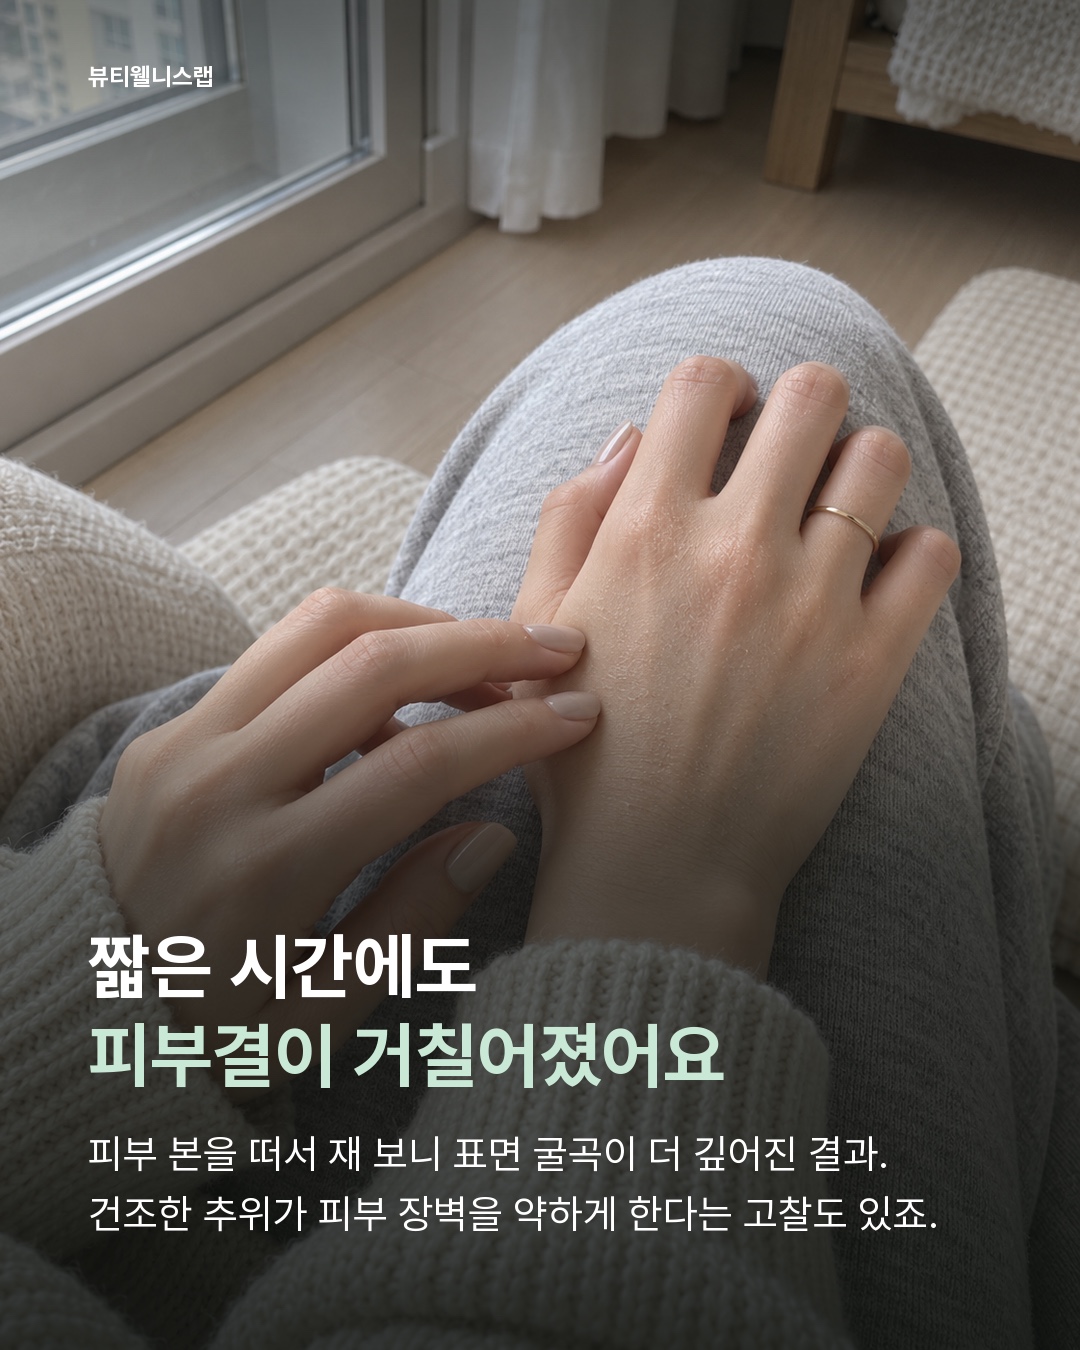 뷰티웰니스랩
짧은 시간에도
피부결이 거칠어졌어요
피부 본을 떠서 재 보니 표면 굴곡이 더 깊어진 결과.
건조한 추위가 피부 장벽을 약하게 한다는 고찰도 있죠.